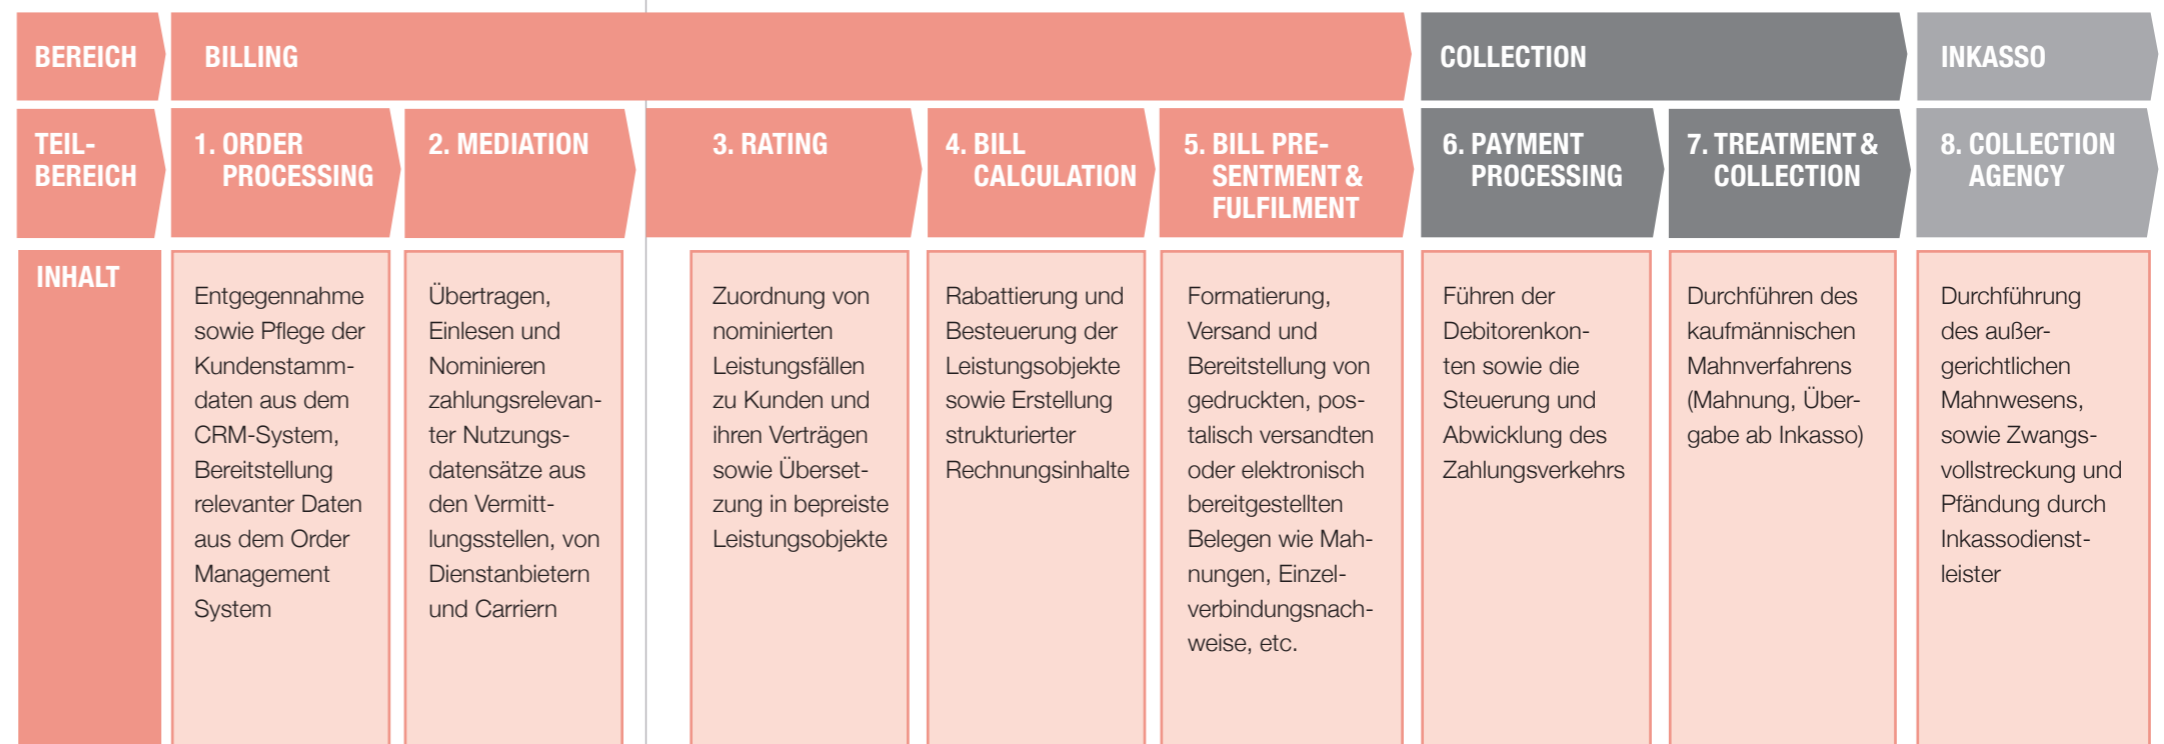 BEREICH
BILLING
COLLECTION
INKASSO
TEIL-
BEREICH
1. ORDER
PROCESSING
2. MEDIATION
3. RATING
4. BILL
CALCULATION
5. BILL PRE-
SENTMENT &
FULFILMENT
6. PAYMENT
PROCESSING
7. TREATMENT &
COLLECTION
8. COLLECTION
AGENCY
INHALT
Entgegennahme
sowie Pflege der
Kundenstamm-
daten aus dem
CRM-System,
Bereitstellung
relevanter Daten
aus dem Order
Management
System
Übertragen,
Einlesen und
Nominieren
zahlungsrelevan-
ter Nutzungs-
datensätze aus
den Vermitt-
lungsstellen, von
Dienstanbietern
und Carriern
Zuordnung von
nominierten
Leistungsfällen
zu Kunden und
ihren Verträgen
sowie Überset-
zung in bepreiste
Leistungsobjekte
Rabattierung und
Besteuerung der
Leistungsobjekte
sowie Erstellung
strukturierter
Rechnungsinhalte
Formatierung,
Versand und
Bereitstellung von
gedruckten, pos-
talisch versandten
oder elektronisch
bereitgestellten
Belegen wie Mah-
nungen, Einzel-
verbindungsnach-
weise, etc.
Führen der
Debitorenkon-
ten sowie die
Steuerung und
Abwicklung des
Zahlungsverkehrs
Durchführen des
kaufmännischen
Mahnverfahrens
(Mahnung, Über-
gabe ab Inkasso)
Durchführung
des außer-
gerichtlichen
Mahnwesens,
sowie Zwangs-
vollstreckung und
Pfändung durch
Inkassodienst-
leister